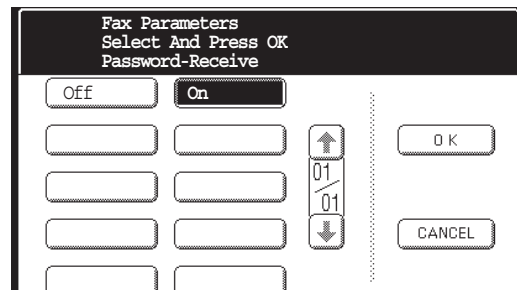 Fax Parameters
Select And Press OK
Password-Receive
Off On
OK
01
01
CANCEL